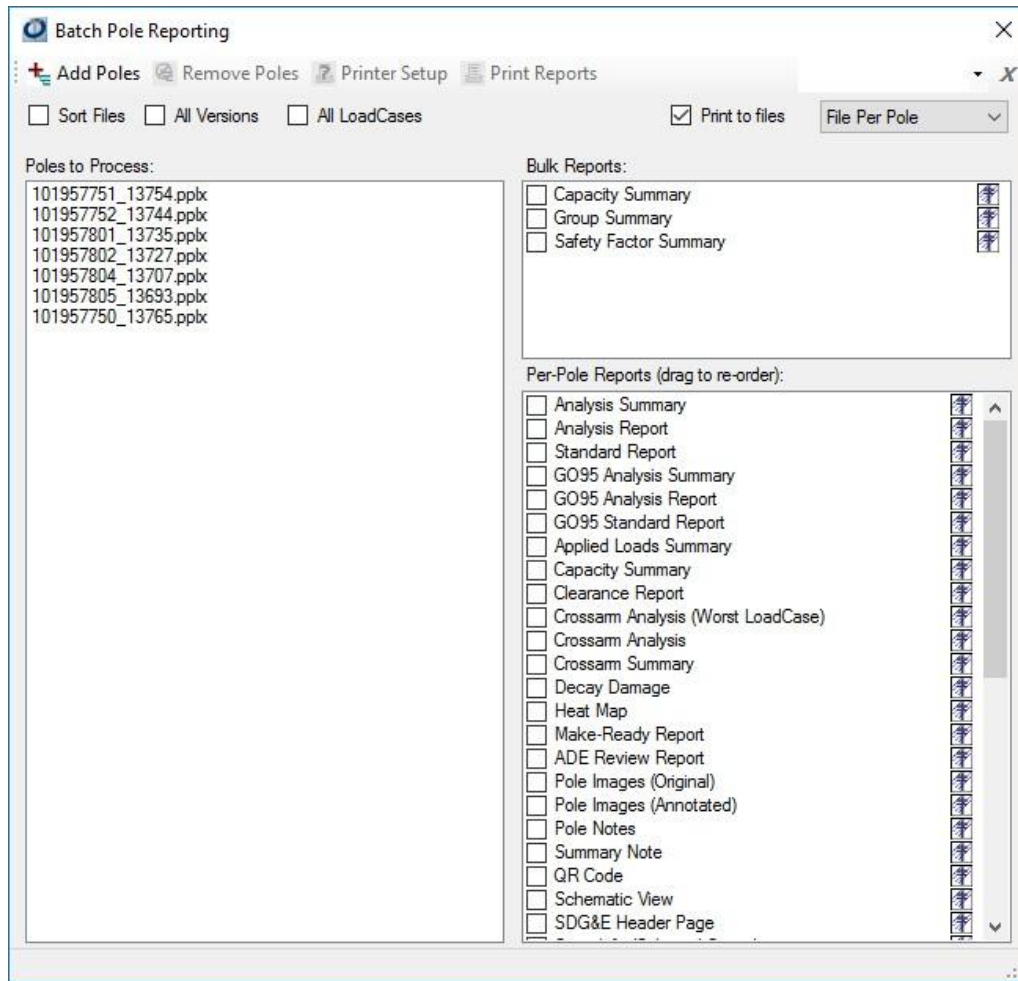 Batch Pole Reporting
Add Poles Remove Poles Printer Setup Print Reports X
Sort Files All Versions All LoadCases Print to files File Per Pole
Poles to Process:
101957751_13754.pplx
101957752_13744.pplx
101957801_13735.pplx
101957802_13727.pplx
101957804_13707.pplx
101957805_13693.pplx
101957750_13765.pplx
Bulk Reports:
Capacity Summary
Group Summary
Safety Factor Summary
Per-Pole Reports (drag to re-order):
Analysis Summary
Analysis Report
Standard Report
GO95 Analysis Summary
GO95 Analysis Report
GO95 Standard Report
Applied Loads Summary
Capacity Summary
Clearance Report
Crossarm Analysis (Worst LoadCase)
Crossarm Analysis
Crossarm Summary
Decay Damage
Heat Map
Make-Ready Report
ADE Review Report
Pole Images (Original)
Pole Images (Annotated)
Pole Notes
Summary Note
QR Code
Schematic View
SDG&E Header Page